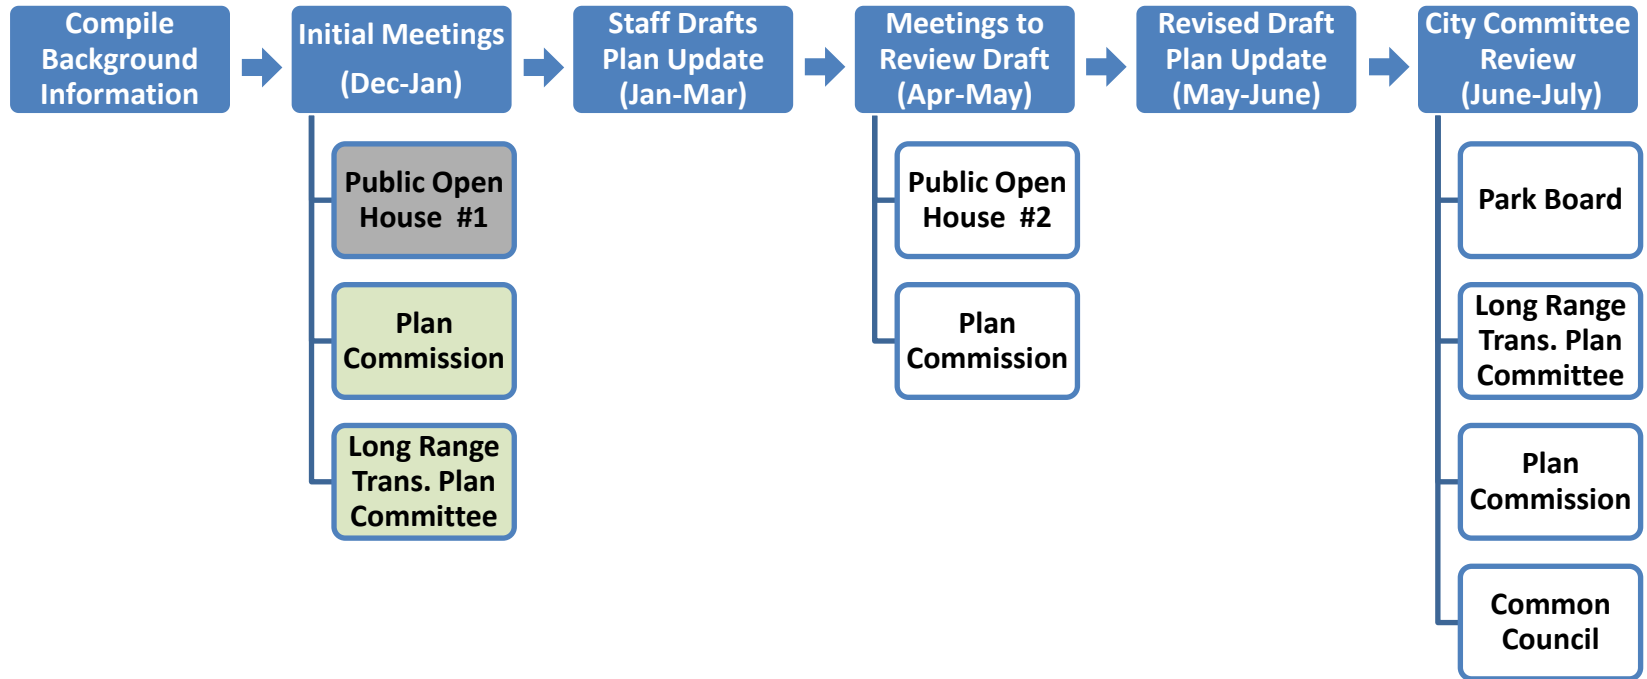 Compile
Background
Information
Initial Meetings
(Dec-Jan)
Staff Drafts
Plan Update
(Jan-Mar)
Meetings to
Review Draft
(Apr-May)
Revised Draft
Plan Update
(May-June)
City Committee
Review
(June-July)
Public Open
House #1
Plan
Commission
Long Range
Trans. Plan
Committee
Public Open
House #2
Plan
Commission
Park Board
Long Range
Trans. Plan
Committee
Plan
Commission
Common
Council